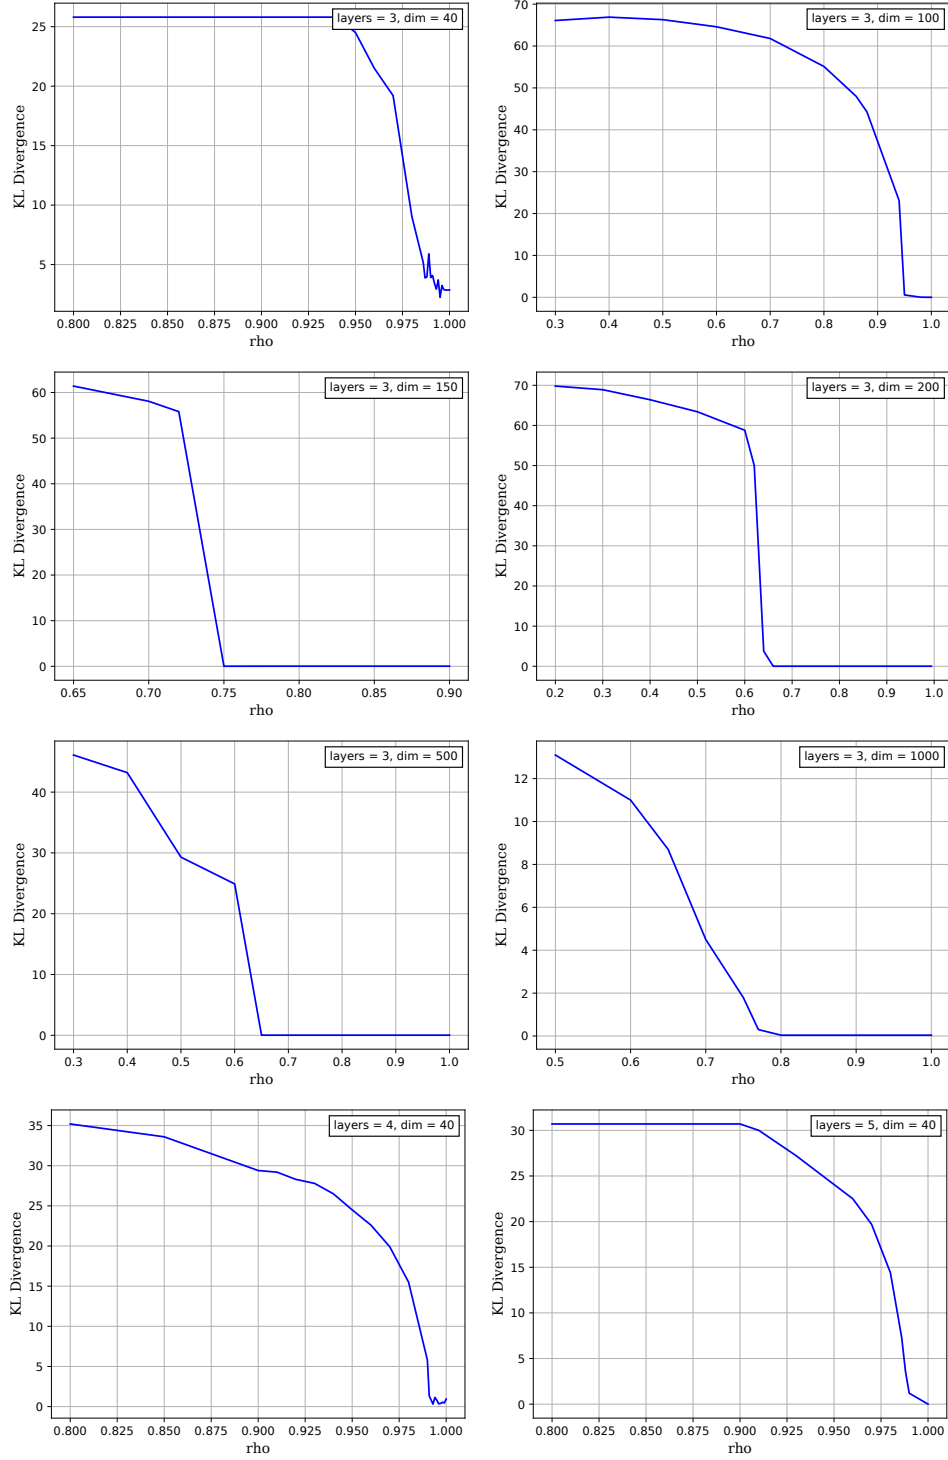 layers = 3, dim = 40
25
20
15
10
5
KL Divergence
0.800 0.825 0.850 0.875 0.900 0.925 0.950 0.975 1.000
rho
layers = 3, dim = 100
70
60
50
40
30
20
10
0
KL Divergence
0.3 0.4 0.5 0.6 0.7 0.8 0.9 1.0
rho
layers = 3, dim = 150
60
50
40
30
20
10
0
KL Divergence
0.65 0.70 0.75 0.80 0.85 0.90
rho
layers = 3, dim = 200
70
60
50
40
30
20
10
0
KL Divergence
0.2 0.3 0.4 0.5 0.6 0.7 0.8 0.9 1.0
rho
layers = 3, dim = 500
40
30
20
10
0
KL Divergence
0.3 0.4 0.5 0.6 0.7 0.8 0.9 1.0
rho
layers = 3, dim = 1000
12
10
8
6
4
2
0
KL Divergence
0.5 0.6 0.7 0.8 0.9 1.0
rho
layers = 4, dim = 40
35
30
25
20
15
10
5
0
KL Divergence
0.800 0.825 0.850 0.875 0.900 0.925 0.950 0.975 1.000
rho
layers = 5, dim = 40
30
25
20
15
10
5
0
KL Divergence
0.800 0.825 0.850 0.875 0.900 0.925 0.950 0.975 1.000
rho